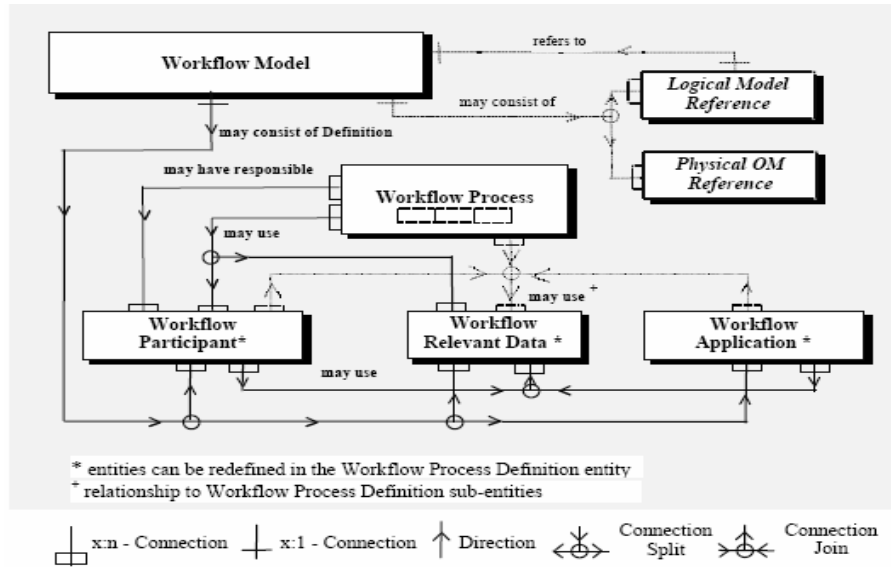 refers to
Workflow Model
Logical Model
Reference
may consist of
may consist of Definition
may have responsible
Physical OM
Reference
Workflow Process
may use
may use +
Workflow
Participant*
Workflow
Relevant Data *
Workflow
Application *
may use
* entities can be redefined in the Workflow Process Definition entity
+ relationship to Workflow Process Definition sub-entities
x:n - Connection
x:1 - Connection
Direction
Connection
Split
Connection
Join